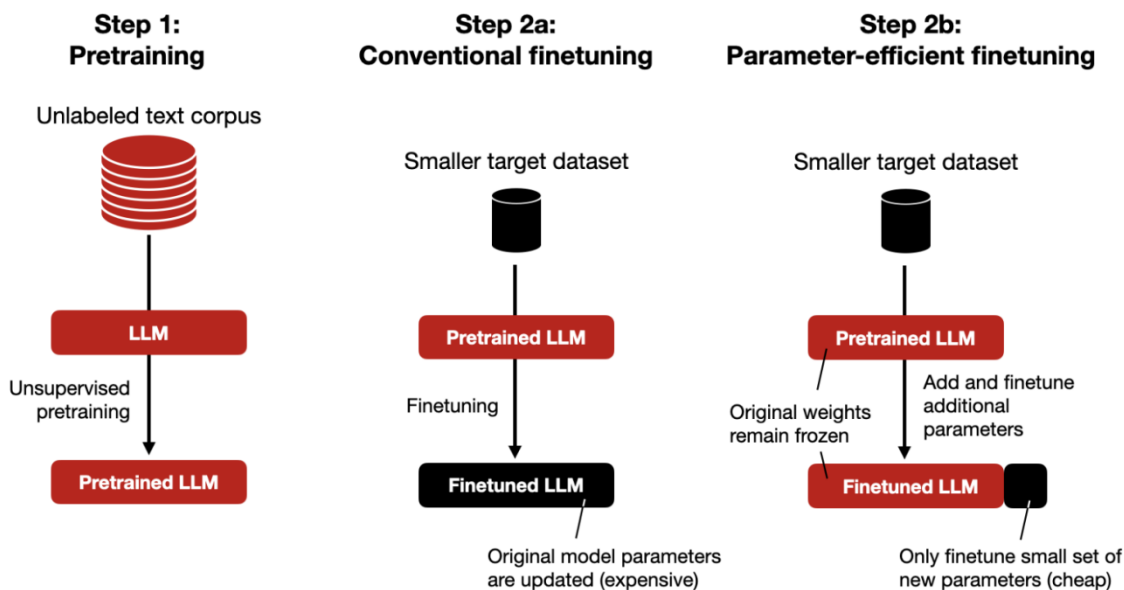 Step 1:
Pretraining
Unlabeled text corpus
LLM
Unsupervised
pretraining
Pretrained LLM
Step 2a:
Conventional finetuning
Smaller target dataset
Pretrained LLM
Finetuning
Finetuned LLM
Original model parameters
are updated (expensive)
Step 2b:
Parameter-efficient finetuning
Smaller target dataset
Pretrained LLM
Original weights
remain frozen
Add and finetune
additional
parameters
Finetuned LLM
Only finetune small set of
new parameters (cheap)